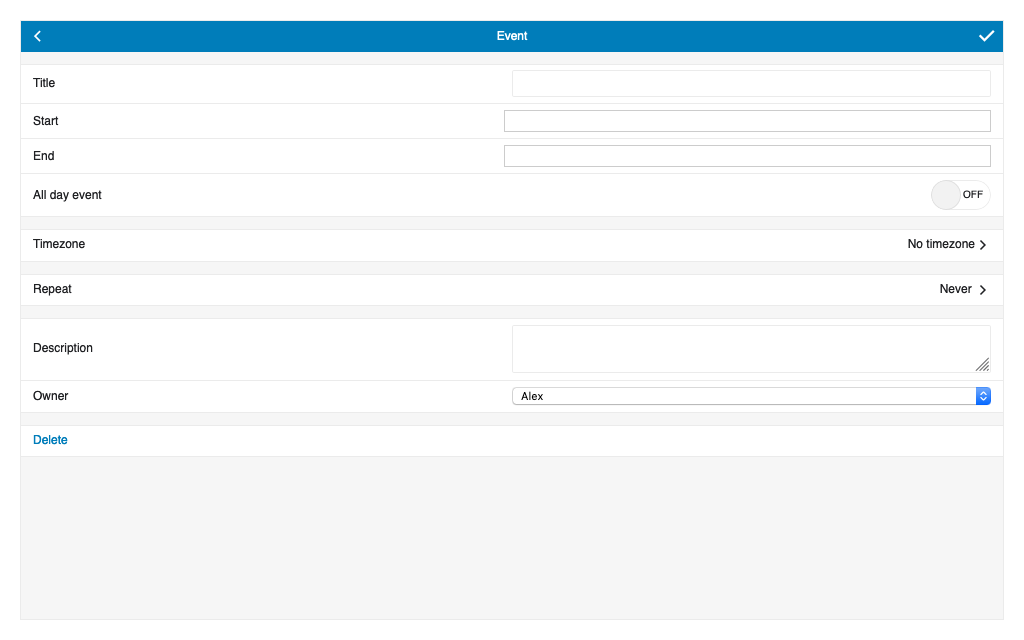 Event
Title
Start
End
All day event OFF
Timezone No timezone
Repeat Never
Description
Owner Alex
Delete